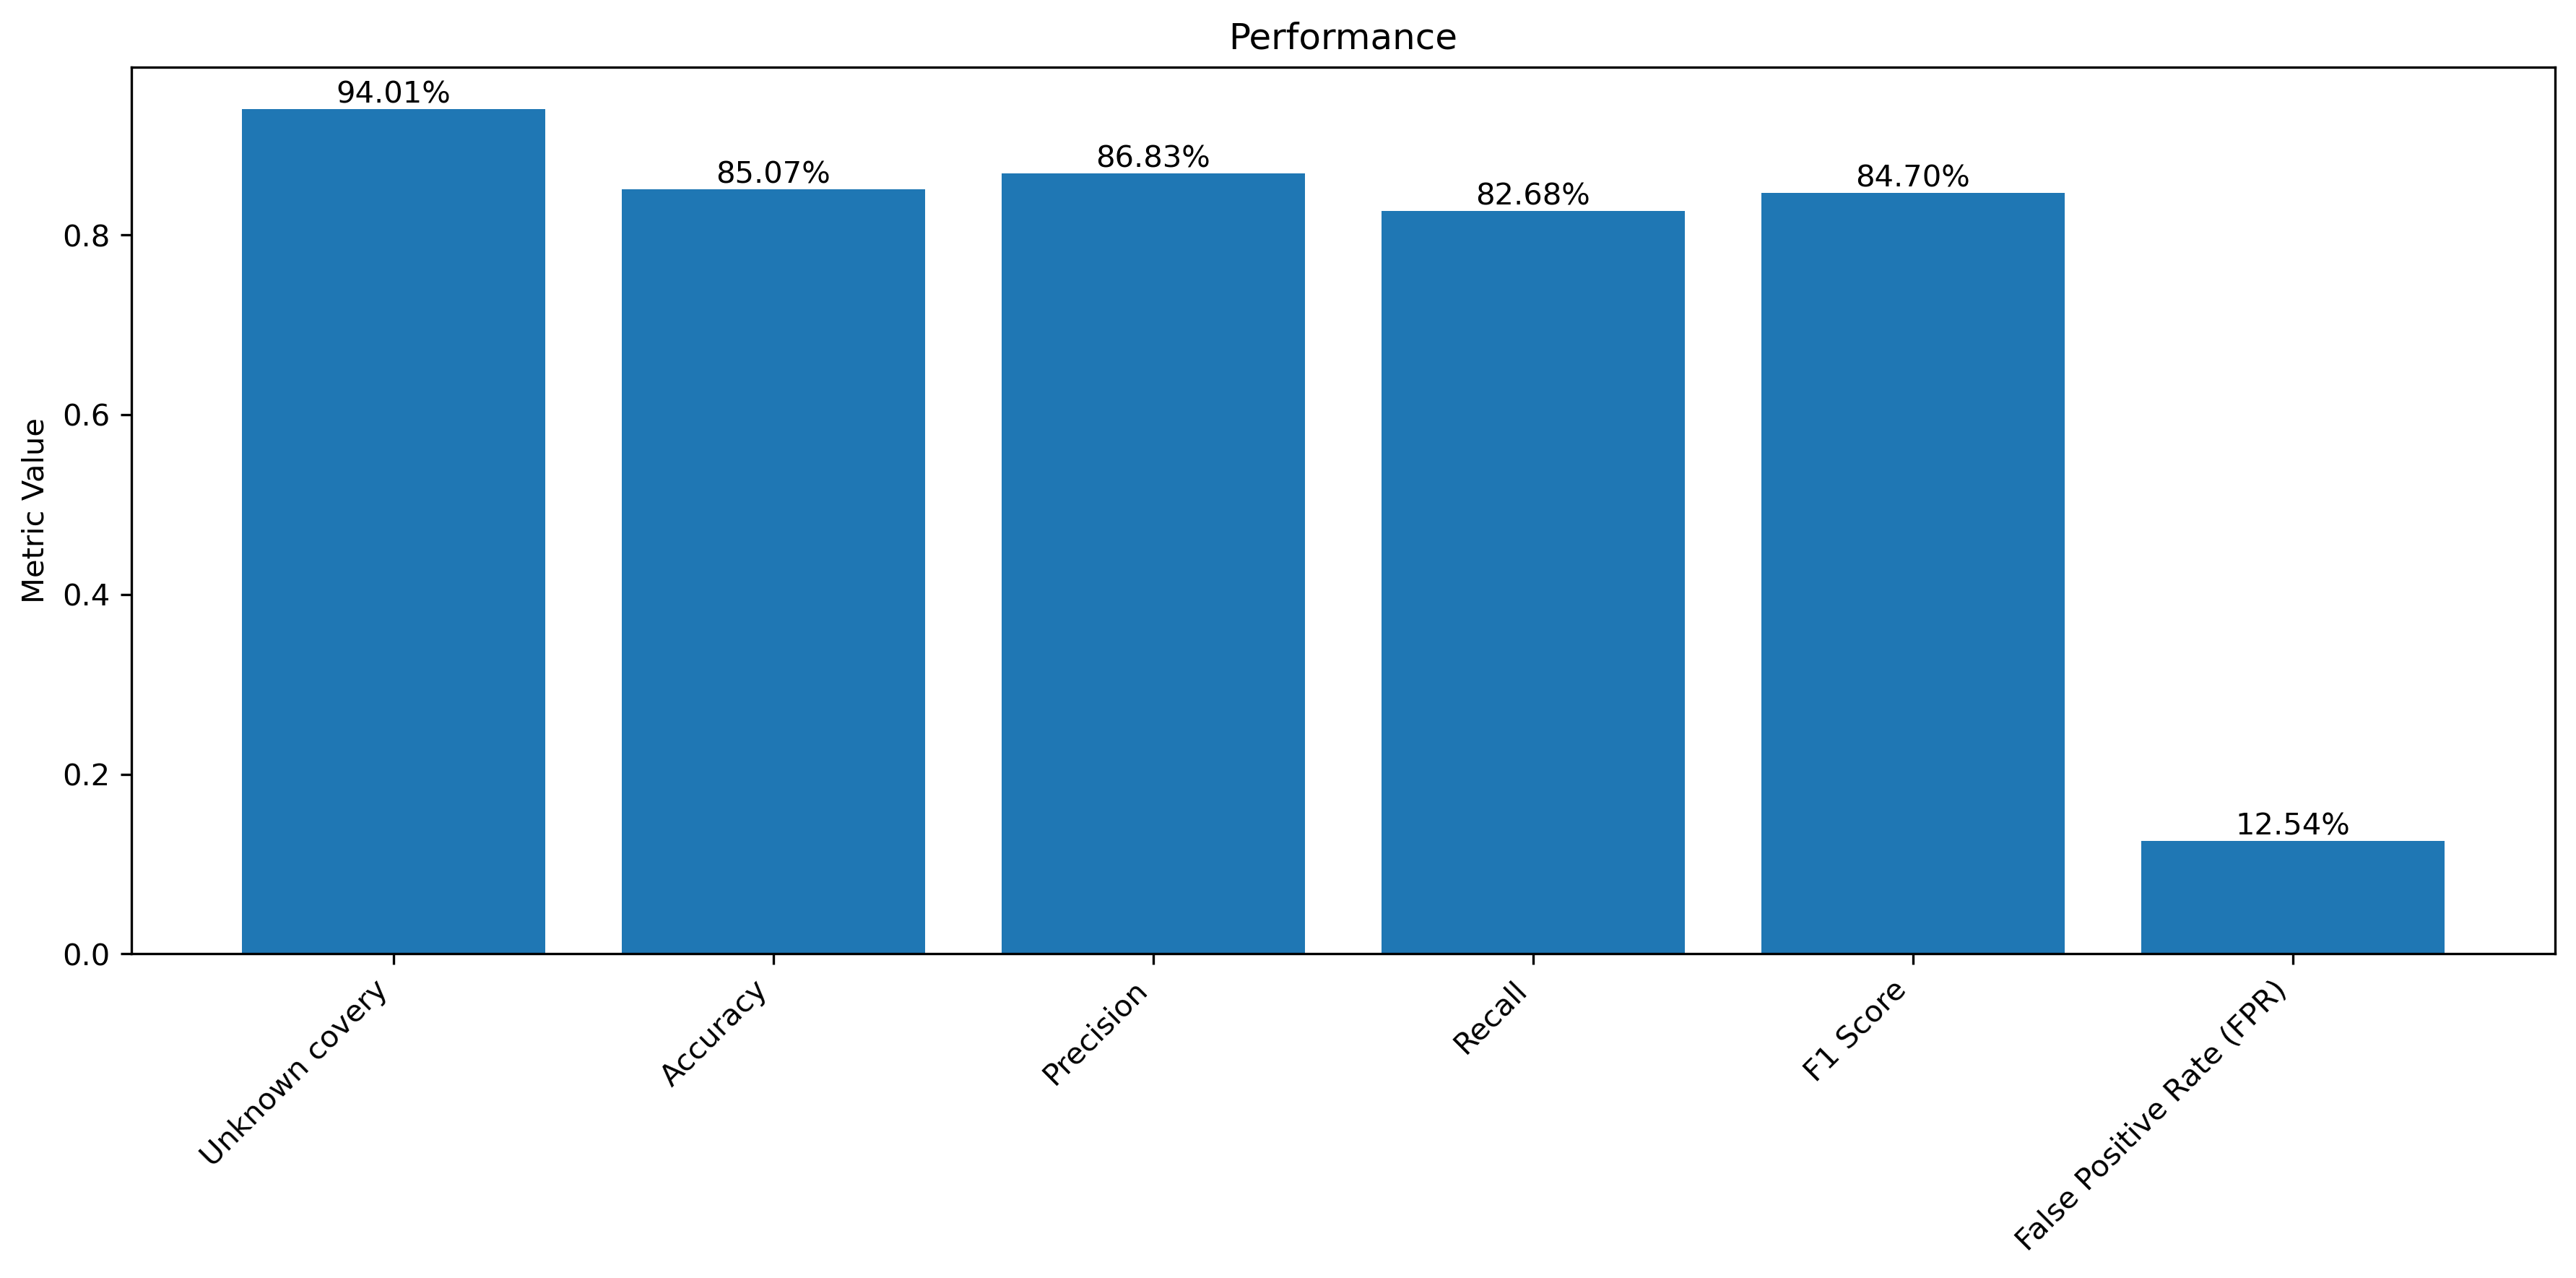 Performance
94.01%
85.07%
86.83%
82.68%
84.70%
12.54%
Metric Value
0.8
0.6
0.4
0.2
0.0
Unknown covery
Accuracy
Precision
Recall
F1 Score
False Positive Rate (FPR)